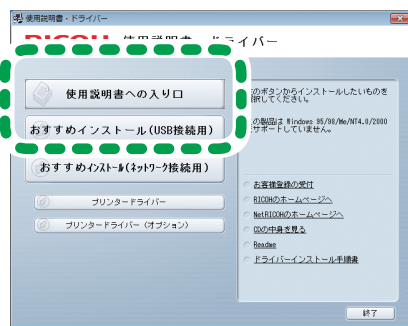 使用説明書・ドライバー
RICOH 使用説明書・ドライバー
使用説明書への入り口
おすすめインストール(USB接続用)
おすすめインストール(ネットワーク接続用)
プリンタードライバー
プリンタードライバー (オプション)
のボタンからインストールしたいものを
択してください。
の製品は Windows 95/98/Me/NT4.0/2000
サポートしていません。
お客様登録の受付
RICOHのホームページへ
NetRICOHのホームページへ
CDの中身を見る
Readme
ドライバーインストール手順書
終了